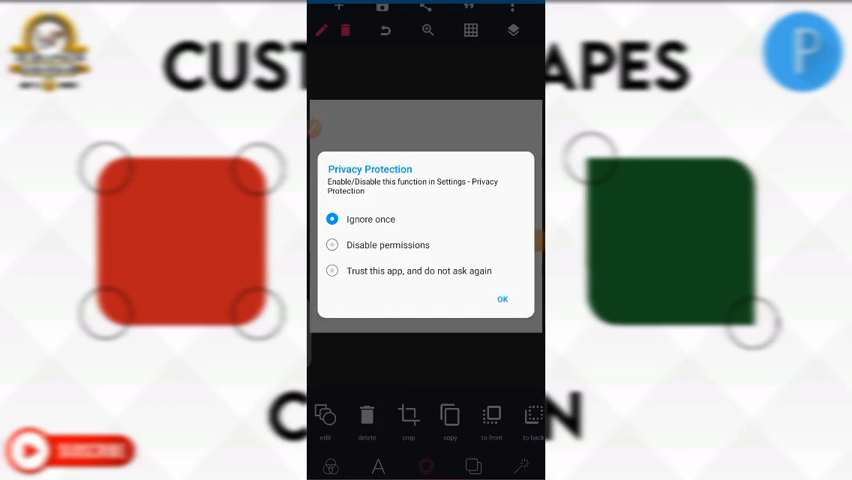 CUST
APES
Privacy Protection
Enable/Disable this function in Settings - Privacy
Protection
Ignore once
Disable permissions
Trust this app, and do not ask again
OK
edit
delete
crop
copy
to front
to back
C
N
SUBSCRIBE
P